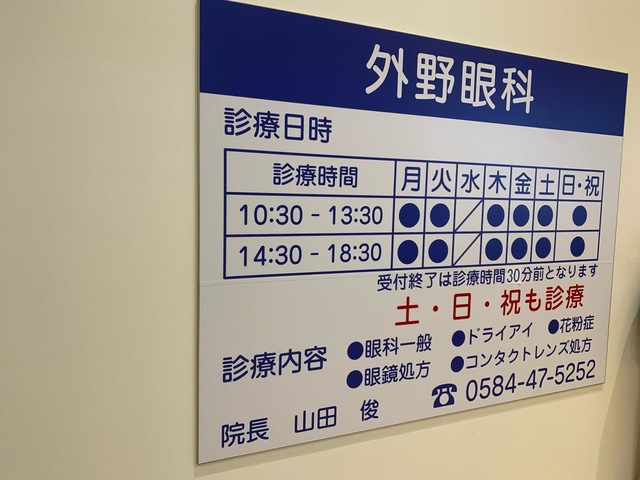 外野眼科
診療日時
診療時間 月 火 水 木 金 土 日・祝
10:30 - 13:30 ● ● ／ ● ● ● ●
14:30 - 18:30 ● ● ／ ● ● ● ●
受付終了は診療時間30分前となります
土・日・祝も診療
診療内容
●眼科一般 ●ドライアイ ●花粉症
●眼鏡処方 ●コンタクトレンズ処方
☎ 0584-47-5252
院長 山田 俊